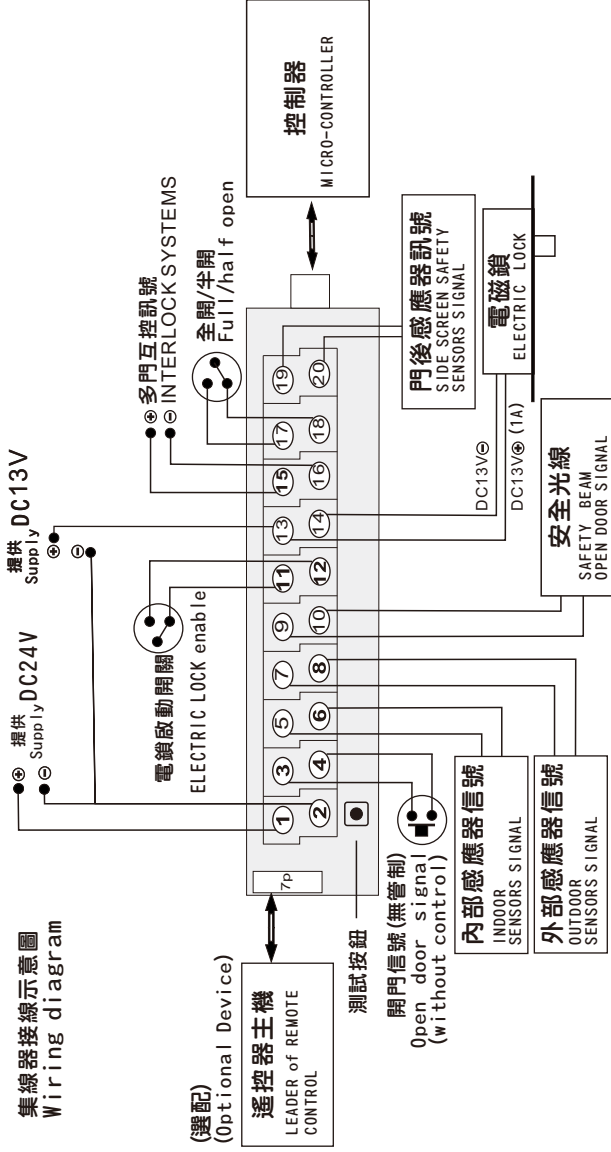 集線器接線示意圖
Wiring diagram
(選配)
(Optional Device)
遙控器主機
LEADER of REMOTE
CONTROL
⊕ 提供
⊖ Supply DC24V
提供
Supply DC13V
⊕
⊖
電鎖啟動開關
ELECTRIC LOCK enable
⊕ 多門互控訊號
⊖ INTERLOCK SYSTEMS
全開/半開
Full/half open
控制器
MICRO-CONTROLLER
7p
1
3
5
7
9
11
13
15
17
19
2
4
6
8
10
12
14
16
18
20
測試按鈕
開門信號(無管制)
Open door signal
(without control)
內部感應器信號
INDOOR
SENSORS SIGNAL
外部感應器信號
OUTDOOR
SENSORS SIGNAL
安全光線
SAFETY BEAM
OPEN DOOR SIGNAL
DC13V⊖
DC13V⊕ (1A)
門後感應器訊號
SIDE SCREEN SAFETY
SENSORS SIGNAL
電磁鎖
ELECTRIC LOCK